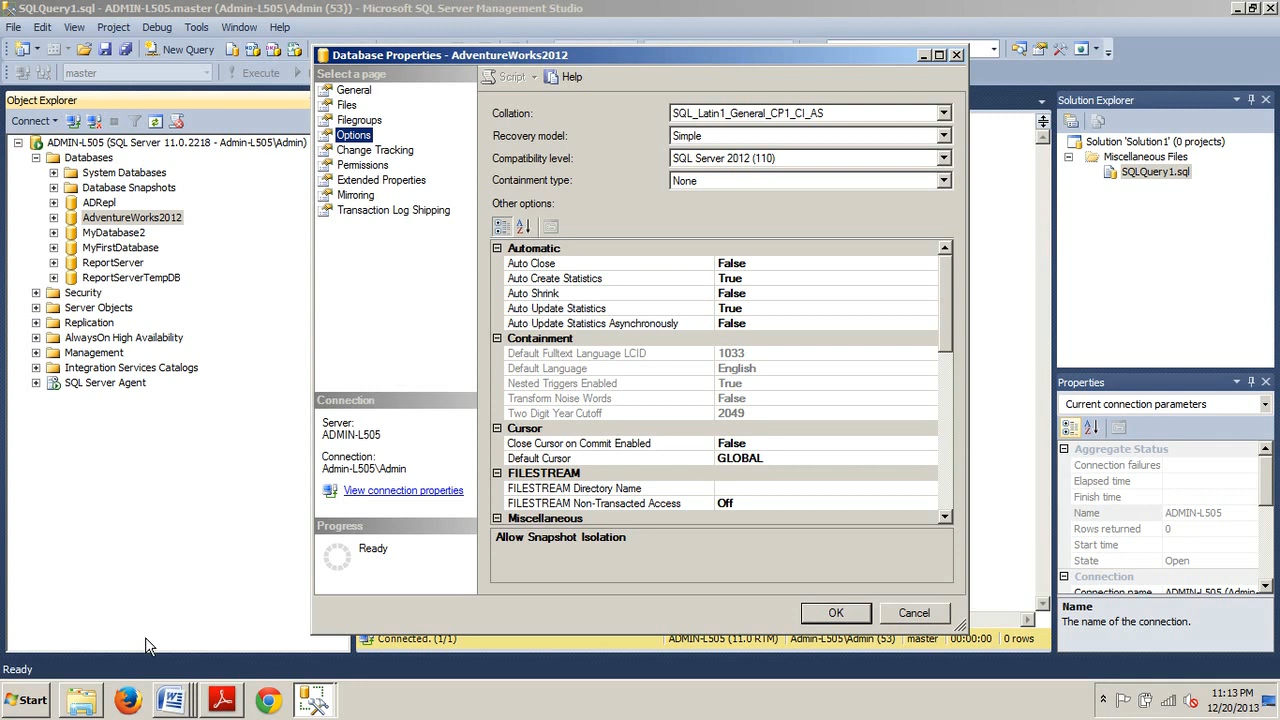 SQLQuery1.sql - ADMIN-L505.master (Admin-L505\Admin (53)) - Microsoft SQL Server Management Studio
File Edit View Project Debug Tools Window Help
New Query
master Execute
Object Explorer
Connect
ADMIN-L505 (SQL Server 11.0.2218 - Admin-L505\Admin)
Databases
System Databases
Database Snapshots
ADRepl
AdventureWorks2012
MyDatabase2
MyFirstDatabase
ReportServer
ReportServerTempDB
Security
Server Objects
Replication
AlwaysOn High Availability
Management
Integration Services Catalogs
SQL Server Agent
Database Properties - AdventureWorks2012
Select a page
General
Files
Filegroups
Options
Change Tracking
Permissions
Extended Properties
Mirroring
Transaction Log Shipping
Connection
Server:
ADMIN-L505
Connection:
Admin-L505\Admin
View connection properties
Progress
Ready
Script Help
Collation: SQL_Latin1_General_CP1_CI_AS
Recovery model: Simple
Compatibility level: SQL Server 2012 (110)
Containment type: None
Other options:
Automatic
Auto Close False
Auto Create Statistics True
Auto Shrink False
Auto Update Statistics True
Auto Update Statistics Asynchronously False
Containment
Default Fulltext Language LCID 1033
Default Language English
Nested Triggers Enabled True
Transform Noise Words False
Two Digit Year Cutoff 2049
Cursor
Close Cursor on Commit Enabled False
Default Cursor GLOBAL
FILESTREAM
FILESTREAM Directory Name
FILESTREAM Non-Transacted Access Off
Miscellaneous
Allow Snapshot Isolation
OK Cancel
Connected. (1/1) ADMIN-L505 (11.0 RTM) Admin-L505\Admin (53) master 00:00:00 0 rows
Solution Explorer
Solution 'Solution1' (0 projects)
Miscellaneous Files
SQLQuery1.sql
Properties
Current connection parameters
Aggregate Status
Connection failures
Elapsed time
Finish time
Name ADMIN-L505
Rows returned 0
Start time
State Open
Connection
Connection name ADMIN-L505 (Admin
Name
The name of the connection.
Ready
Start
11:13 PM
12/20/2013